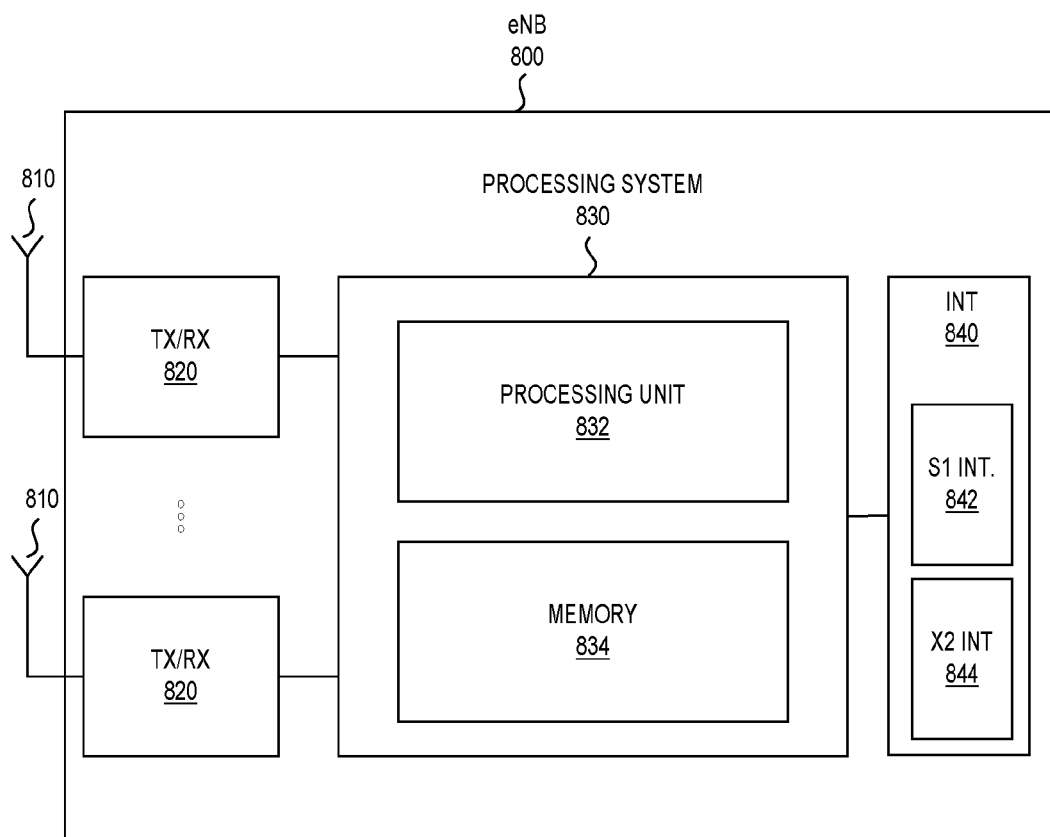 eNB
800
810
PROCESSING SYSTEM
830
TX/RX
820
PROCESSING UNIT
832
INT
840
S1 INT.
842
810
TX/RX
820
MEMORY
834
X2 INT
844